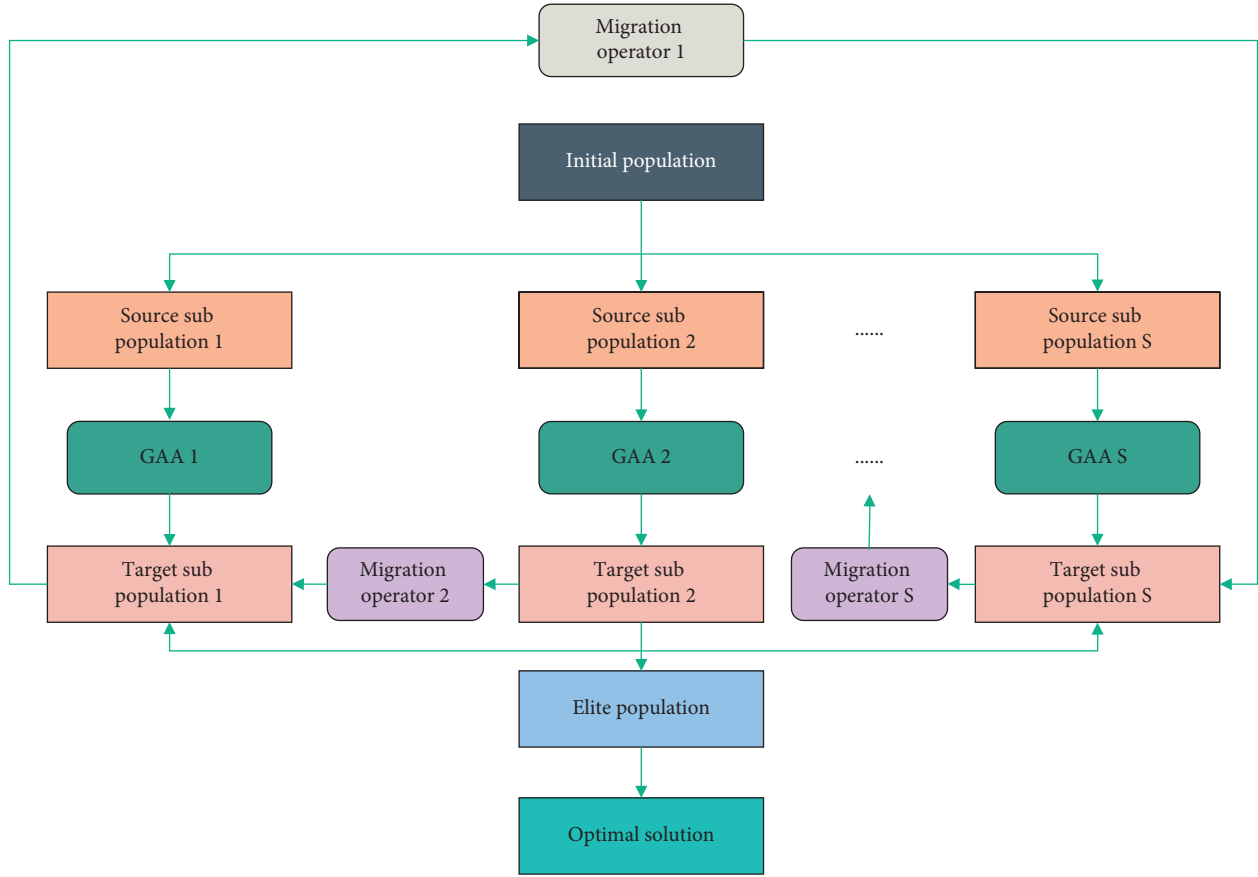 Migration
operator 1
Initial population
Source sub
population 1
Source sub
population 2
......
Source sub
population S
GAA 1
GAA 2
......
GAA S
Target sub
population 1
Migration
operator 2
Target sub
population 2
Migration
operator S
Target sub
population S
Elite population
Optimal solution